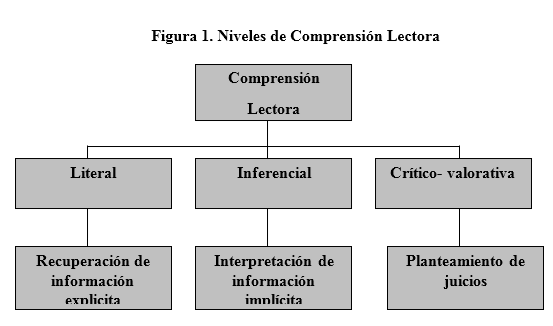 Figura 1. Niveles de Comprensión Lectora
Comprensión
Lectora
Literal
Inferencial
Crítico- valorativa
Recuperación de
información
explicita
Interpretación de
información
implícita
Planteamiento de
juicios